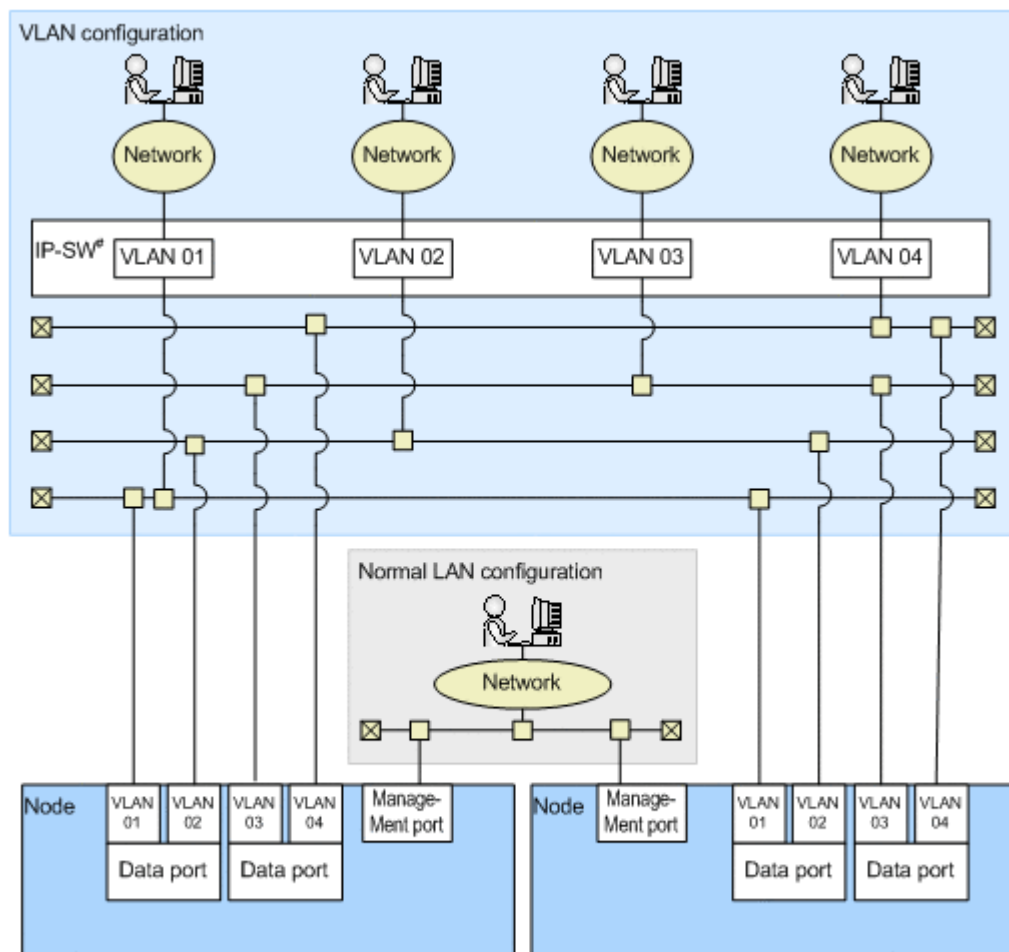 VLAN configuration
Network
Network
Network
Network
IP-SW#
VLAN 01
VLAN 02
VLAN 03
VLAN 04
Normal LAN configuration
Network
Node
VLAN
01
VLAN
02
VLAN
03
VLAN
04
Data port
Data port
Manage-
Ment port
Node
Manage-
Ment port
VLAN
01
VLAN
02
VLAN
03
VLAN
04
Data port
Data port